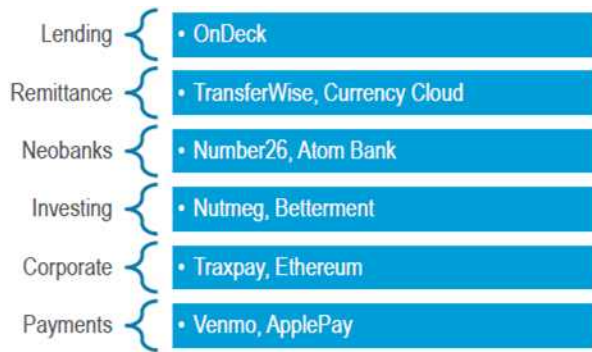 Lending • OnDeck
Remittance • TransferWise, Currency Cloud
Neobanks • Number26, Atom Bank
Investing • Nutmeg, Betterment
Corporate • Traxpay, Ethereum
Payments • Venmo, ApplePay